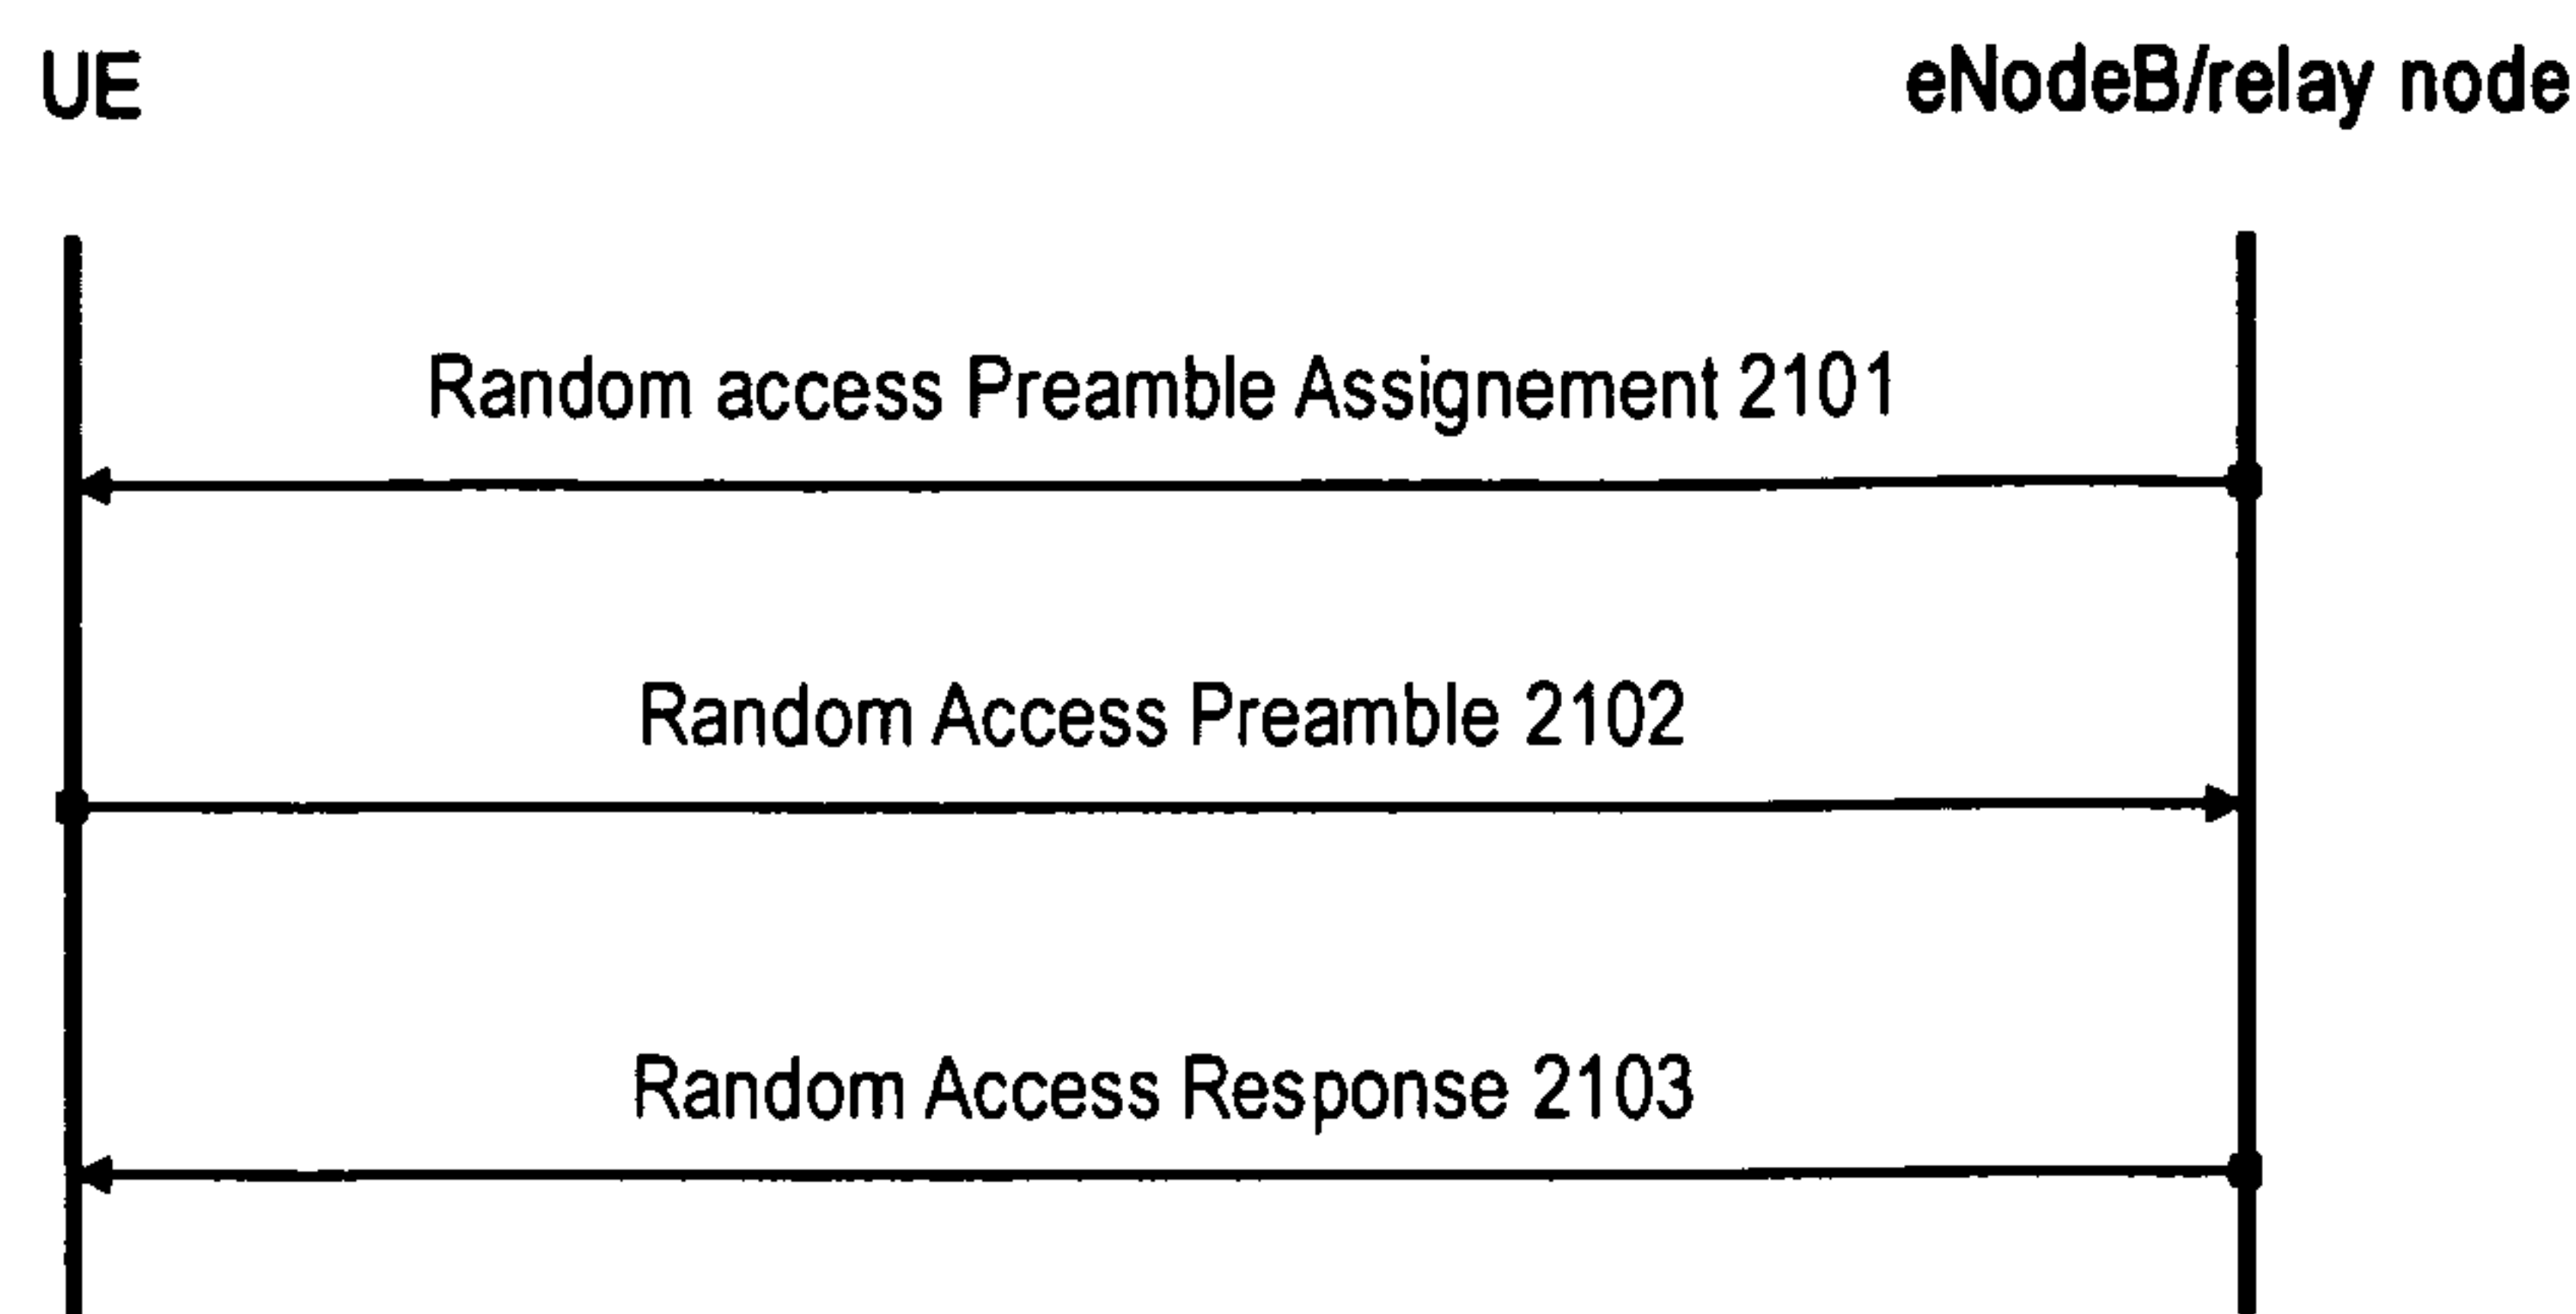 UE eNodeB/relay node
Random access Preamble Assignement 2101
Random Access Preamble 2102
Random Access Response 2103